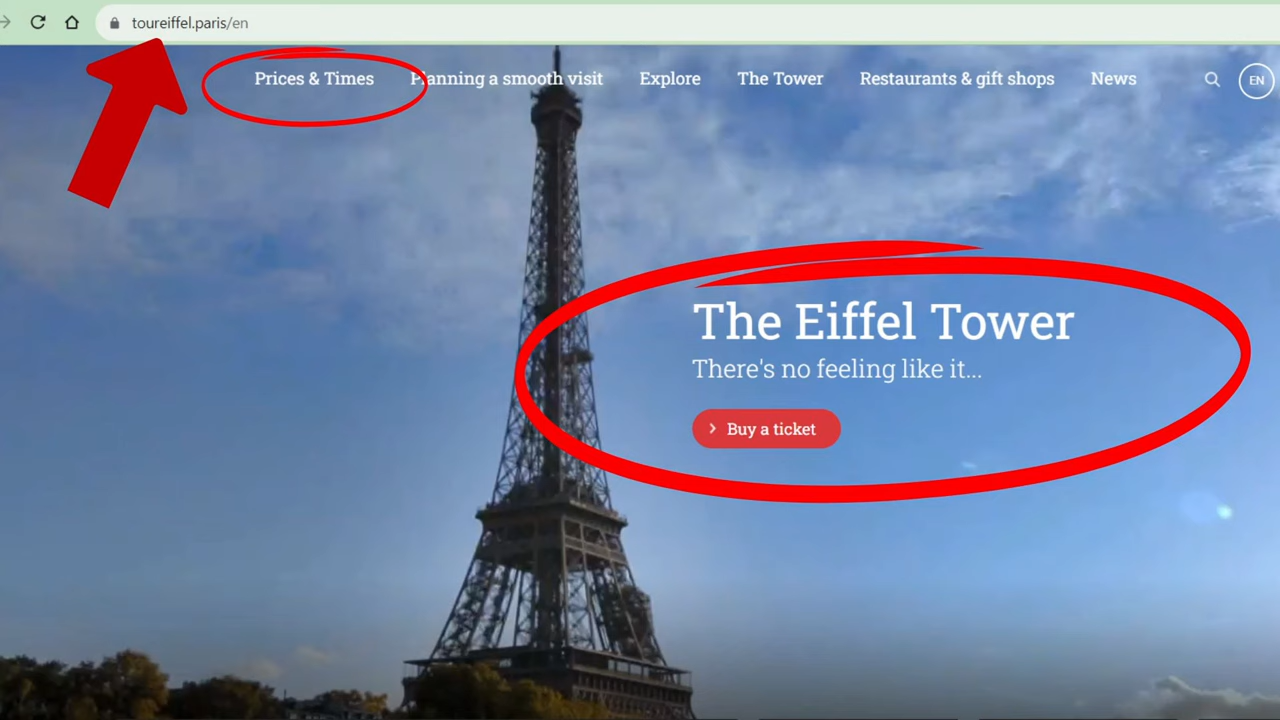 toureiffel.paris/en
Prices & Times Planning a smooth visit Explore The Tower Restaurants & gift shops News EN
The Eiffel Tower
There's no feeling like it...
Buy a ticket